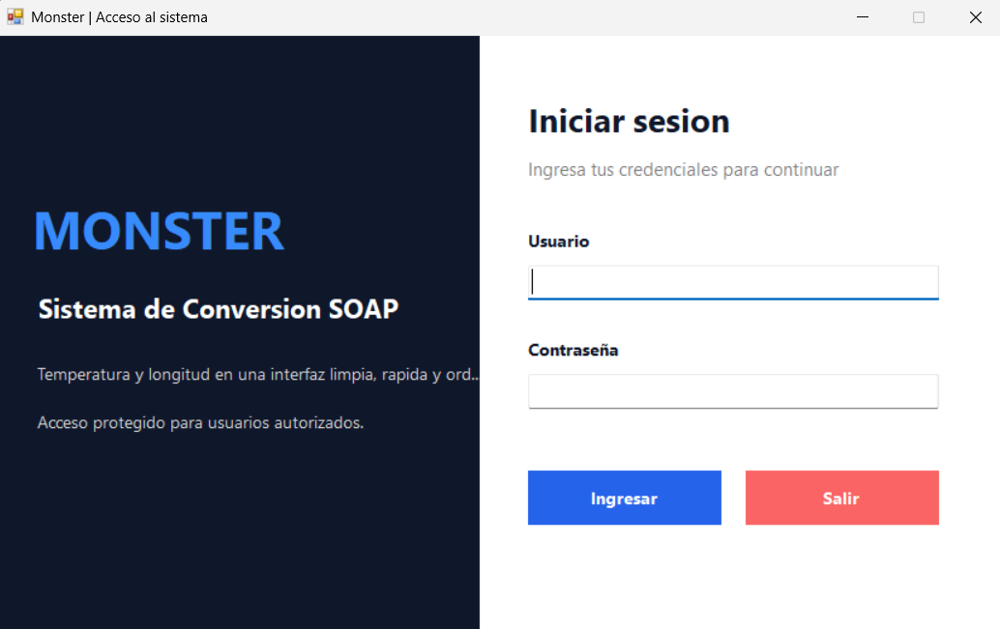 Monster | Acceso al sistema
MONSTER
Sistema de Conversion SOAP
Temperatura y longitud en una interfaz limpia, rapida y ord...
Acceso protegido para usuarios autorizados.
Iniciar sesion
Ingresa tus credenciales para continuar
Usuario
Contraseña
Ingresar
Salir